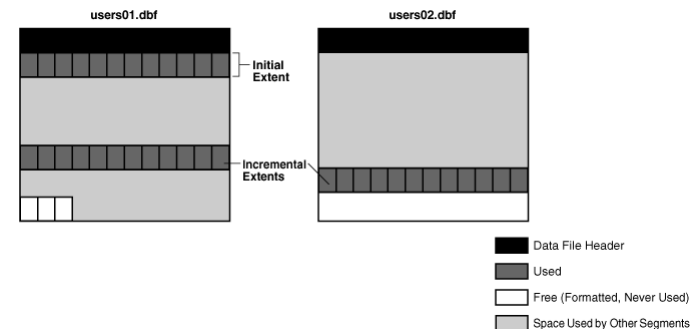 users01.dbf
users02.dbf
Initial
Extent
Incremental
Extents
Data File Header
Used
Free (Formatted, Never Used)
Space Used by Other Segments